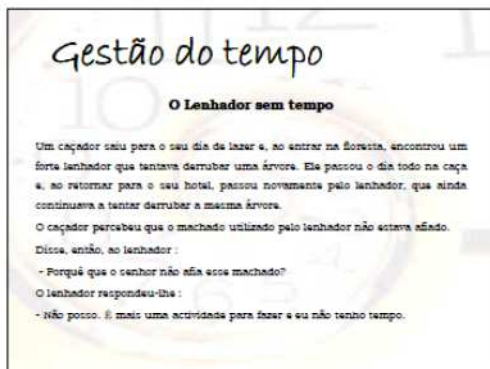 Gestão do tempo
O Lenhador sem tempo
Um caçador saiu para o seu dia de lazer e, ao entrar na floresta, encontrou um
forte lenhador que tentava derrubar uma árvore. Ele passou o dia todo na caça
e, ao retornar para o seu hotel, passou novamente pelo lenhador, que ainda
continuava a tentar derrubar a mesma árvore.
O caçador percebeu que o machado utilizado pelo lenhador não estava afiado.
Disse, então, ao lenhador :
- Porquê que o senhor não afia esse machado?
O lenhador respondeu-lhe :
- Não posso. É mais uma actividade para fazer e eu não tenho tempo.